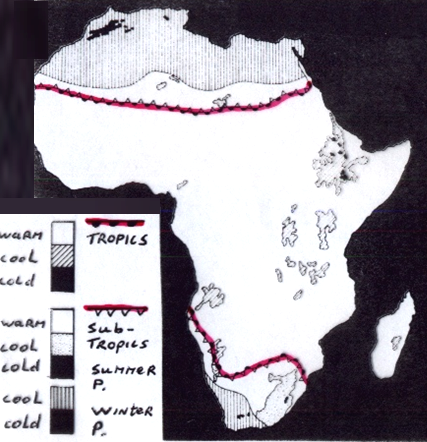 warm
TROPICS
cool
cold
warm
SUB-
cool
TROPICS
cold
SUMMER
P.
cool
WINTER
cold
P.